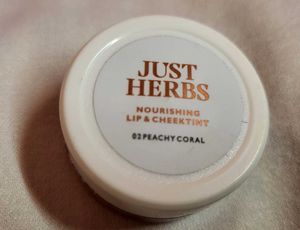 JUST
HERBS
NOURISHING
LIP & CHEEKTINT
02 PEACHY CORAL